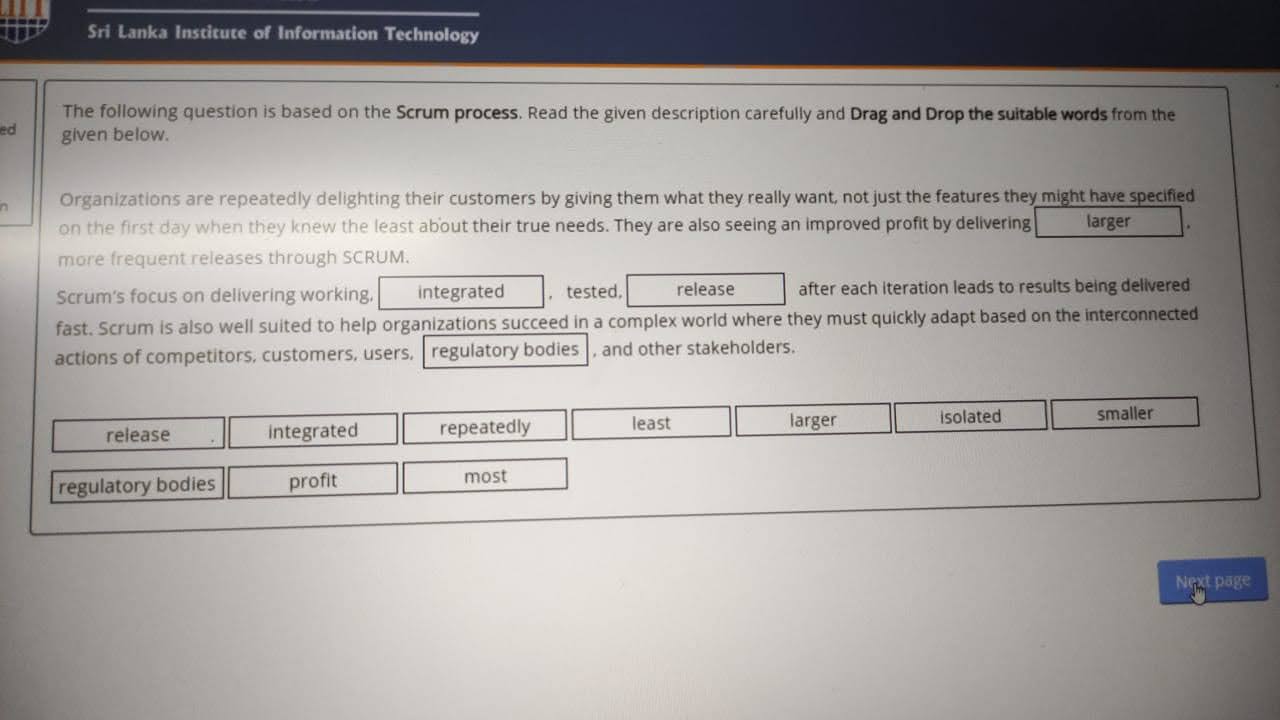 Sri Lanka Institute of Information Technology
ed
The following question is based on the Scrum process. Read the given description carefully and Drag and Drop the suitable words from the
given below.
n
Organizations are repeatedly delighting their customers by giving them what they really want, not just the features they might have specified
on the first day when they knew the least about their true needs. They are also seeing an improved profit by delivering larger ,
more frequent releases through SCRUM.
Scrum's focus on delivering working, integrated , tested, release after each iteration leads to results being delivered
fast. Scrum is also well suited to help organizations succeed in a complex world where they must quickly adapt based on the interconnected
actions of competitors, customers, users, regulatory bodies , and other stakeholders.
release . integrated repeatedly least larger isolated smaller
regulatory bodies profit most
Next page